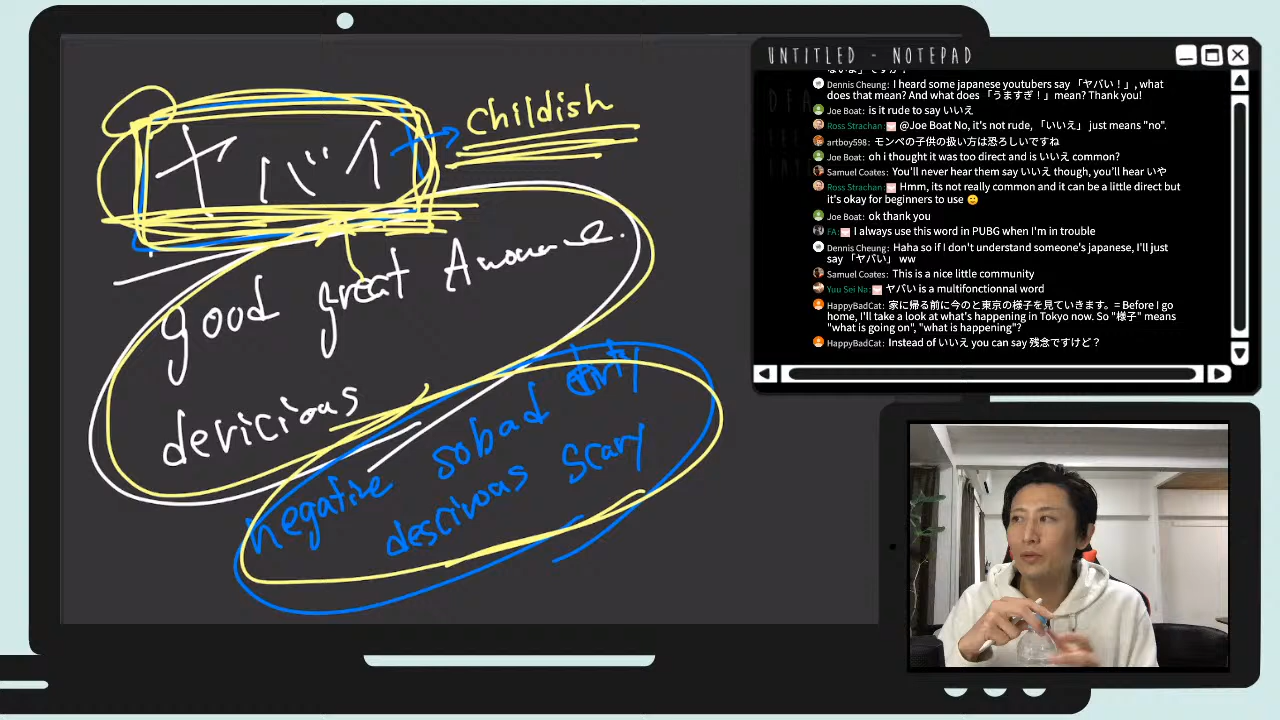 ヤバイ
childish
good great Awwome.
dericious
negative so bad dirty
descirous scary
UNTITLED - NOTEPAD
Dennis Cheung: I heard some japanese youtubers say 「ヤバい！」, what
does that mean? And what does 「うますぎ！」mean? Thank you!
Joe Boat: is it rude to say いいえ
Ross Strachan: @Joe Boat No, it's not rude, 「いいえ」 just means "no".
artboy598: モンペの子供の扱い方は恐ろしいですね
Joe Boat: oh i thought it was too direct and is いいえ common?
Samuel Coates: You'll never hear them say いいえ though, you'll hear いや
Ross Strachan: Hmm, its not really common and it can be a little direct but
it's okay for beginners to use 🙂
Joe Boat: ok thank you
FA: I always use this word in PUBG when I'm in trouble
Dennis Cheung: Haha so if I don't understand someone's japanese, I'll just
say 「ヤバい」 ww
Samuel Coates: This is a nice little community
Yuu Sei Na: ヤバい is a multifonctionnal word
HappyBadCat: 家に帰る前に今のと東京の様子を見ていきます。= Before I go
home, I'll take a look at what's happening in Tokyo now. So "様子" means
"what is going on", "what is happening"?
HappyBadCat: Instead of いいえ you can say 残念ですけど？